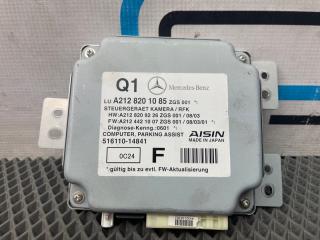 Q1 Mercedes-Benz
LU A212 820 10 85 ZGS 001 *:
STEUERGERAET KAMERA / RFK
HW:A212 820 92 26 ZGS 001 / 08/03
FW:A212 442 10 07 ZGS 001 / 08/03/01 *:
Diagnose-Kenng.:0601 *:
COMPUTER, PARKING ASSIST
516110-14841
AISIN
MADE IN JAPAN
0C24 F
*:gültig bis zu evtl. FW-Aktualisierung